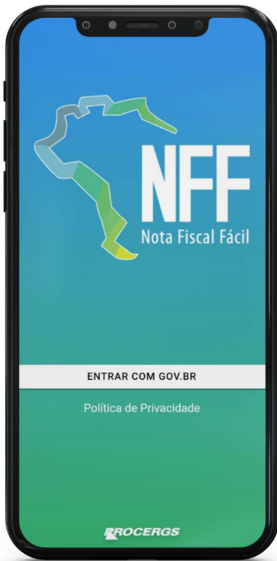 NFF
Nota Fiscal Fácil
ENTRAR COM GOV.BR
Política de Privacidade
PROCERGS